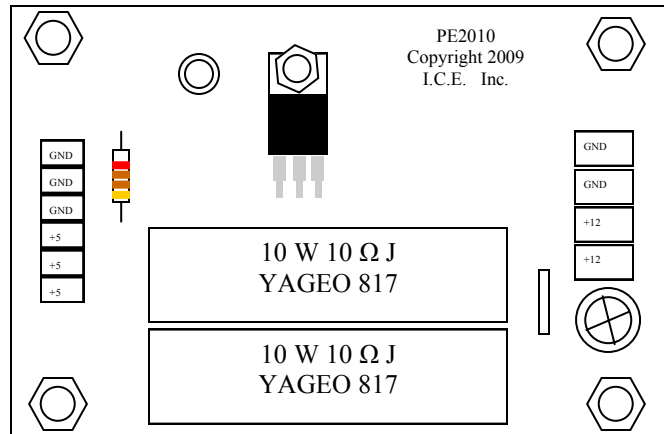 PE2010
Copyright 2009
I.C.E. Inc.
GND
GND
GND
+5
+5
+5
GND
GND
+12
+12
10 W 10 Ω J
YAGEO 817
10 W 10 Ω J
YAGEO 817